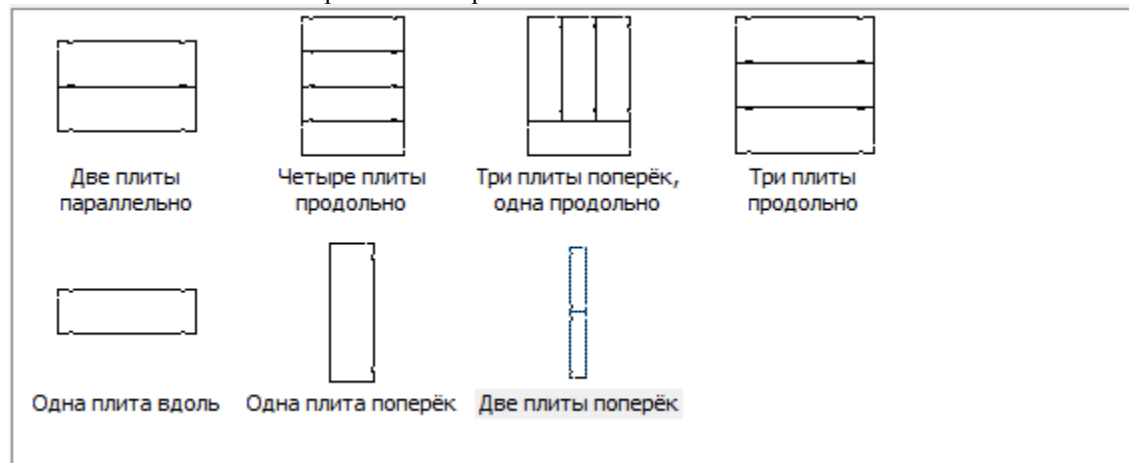 Две плиты
параллельно
Четыре плиты
продольно
Три плиты поперёк,
одна продольно
Три плиты
продольно
Одна плита вдоль
Одна плита поперёк
Две плиты поперёк